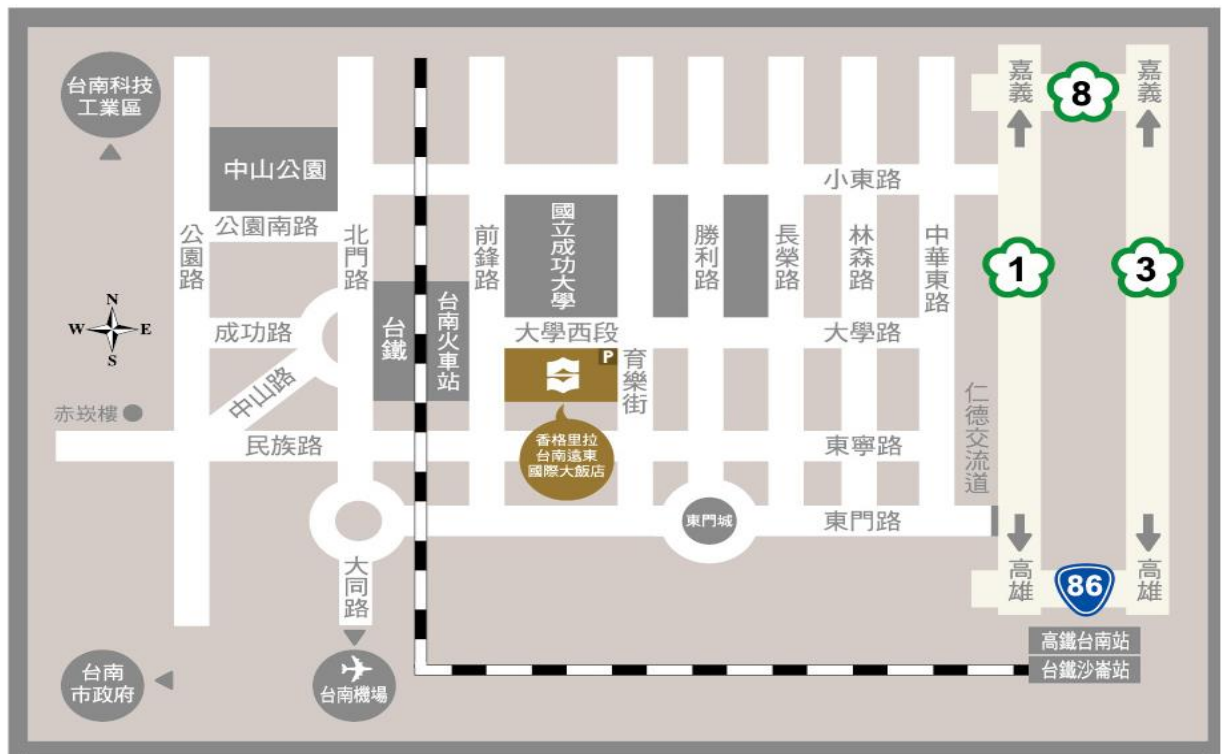 台南科技
工業區
中山公園
公園南路
公園路
北門路
前鋒路
國立成功大學
勝利路
長榮路
林森路
中華東路
小東路
嘉義
8
嘉義
1
3
N
W
E
S
成功路
中山路
台鐵
台南火車站
大學西段
P
育樂街
大學路
仁德交流道
赤崁樓
民族路
香格里拉
台南遠東
國際大飯店
東寧路
東門城
東門路
大同路
高雄
86
高雄
高鐵台南站
台鐵沙崙站
台南
市政府
台南機場